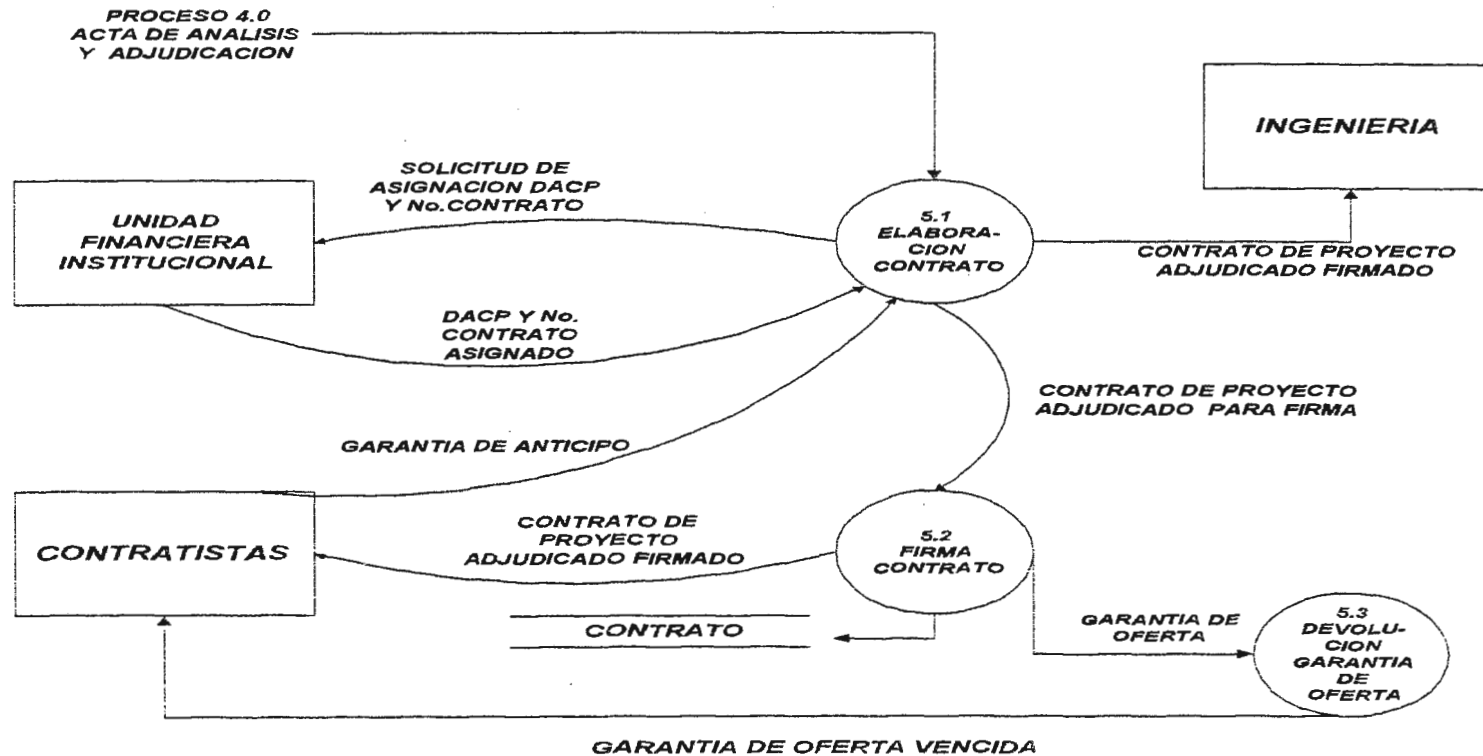 PROCESO 4.0
ACTA DE ANALISIS
Y ADJUDICACION
INGENIERIA
SOLICITUD DE
ASIGNACION DACP
Y No.CONTRATO
UNIDAD
FINANCIERA
INSTITUCIONAL
5.1
ELABORA-
CION
CONTRATO
CONTRATO DE PROYECTO
ADJUDICADO FIRMADO
DACP Y No.
CONTRATO
ASIGNADO
CONTRATO DE PROYECTO
ADJUDICADO PARA FIRMA
GARANTIA DE ANTICIPO
CONTRATISTAS
CONTRATO DE
PROYECTO
ADJUDICADO FIRMADO
5.2
FIRMA
CONTRATO
CONTRATO
GARANTIA DE
OFERTA
5.3
DEVOLU-
CION
GARANTIA
DE
OFERTA
GARANTIA DE OFERTA VENCIDA